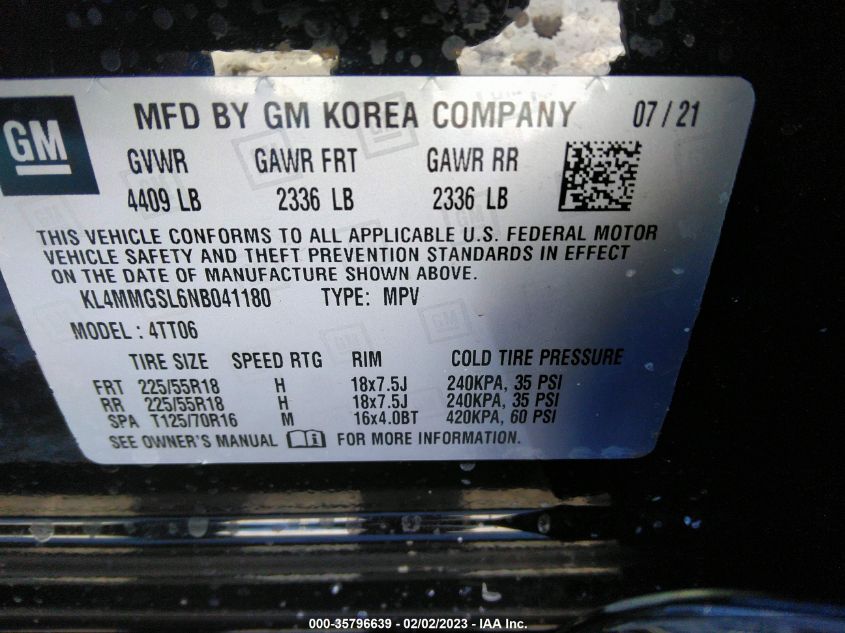 GM
MFD BY GM KOREA COMPANY 07/21
GVWR GAWR FRT GAWR RR
4409 LB 2336 LB 2336 LB
THIS VEHICLE CONFORMS TO ALL APPLICABLE U.S. FEDERAL MOTOR
VEHICLE SAFETY AND THEFT PREVENTION STANDARDS IN EFFECT
ON THE DATE OF MANUFACTURE SHOWN ABOVE.
KL4MMGSL6NB041180 TYPE: MPV
MODEL: 4TT06
TIRE SIZE SPEED RTG RIM COLD TIRE PRESSURE
FRT 225/55R18 H 18x7.5J 240KPA, 35 PSI
RR 225/55R18 H 18x7.5J 240KPA, 35 PSI
SPA T125/70R16 M 16x4.0BT 420KPA, 60 PSI
SEE OWNER'S MANUAL i FOR MORE INFORMATION.
000-35796639 - 02/02/2023 - IAA Inc.